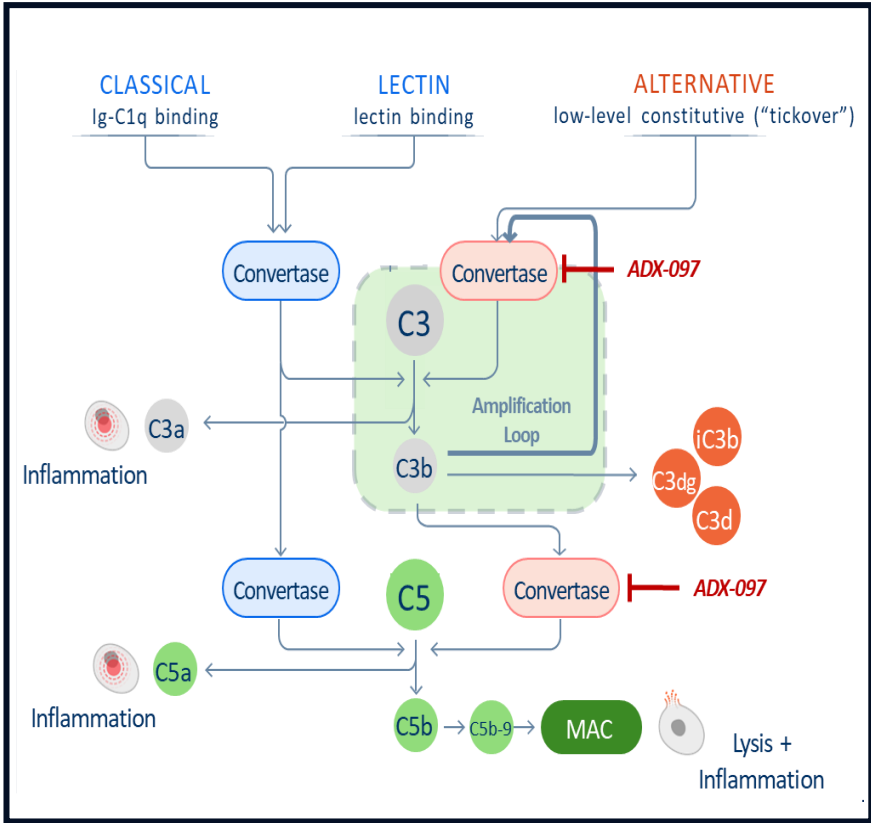 CLASSICAL
Ig-C1q binding
LECTIN
lectin binding
ALTERNATIVE
low-level constitutive (“tickover”)
Convertase
Convertase
ADX-097
C3
Amplification
Loop
C3a
Inflammation
C3b
iC3b
C3dg
C3d
Convertase
C5
Convertase
ADX-097
C5a
Inflammation
C5b
C5b-9
MAC
Lysis +
Inflammation
.